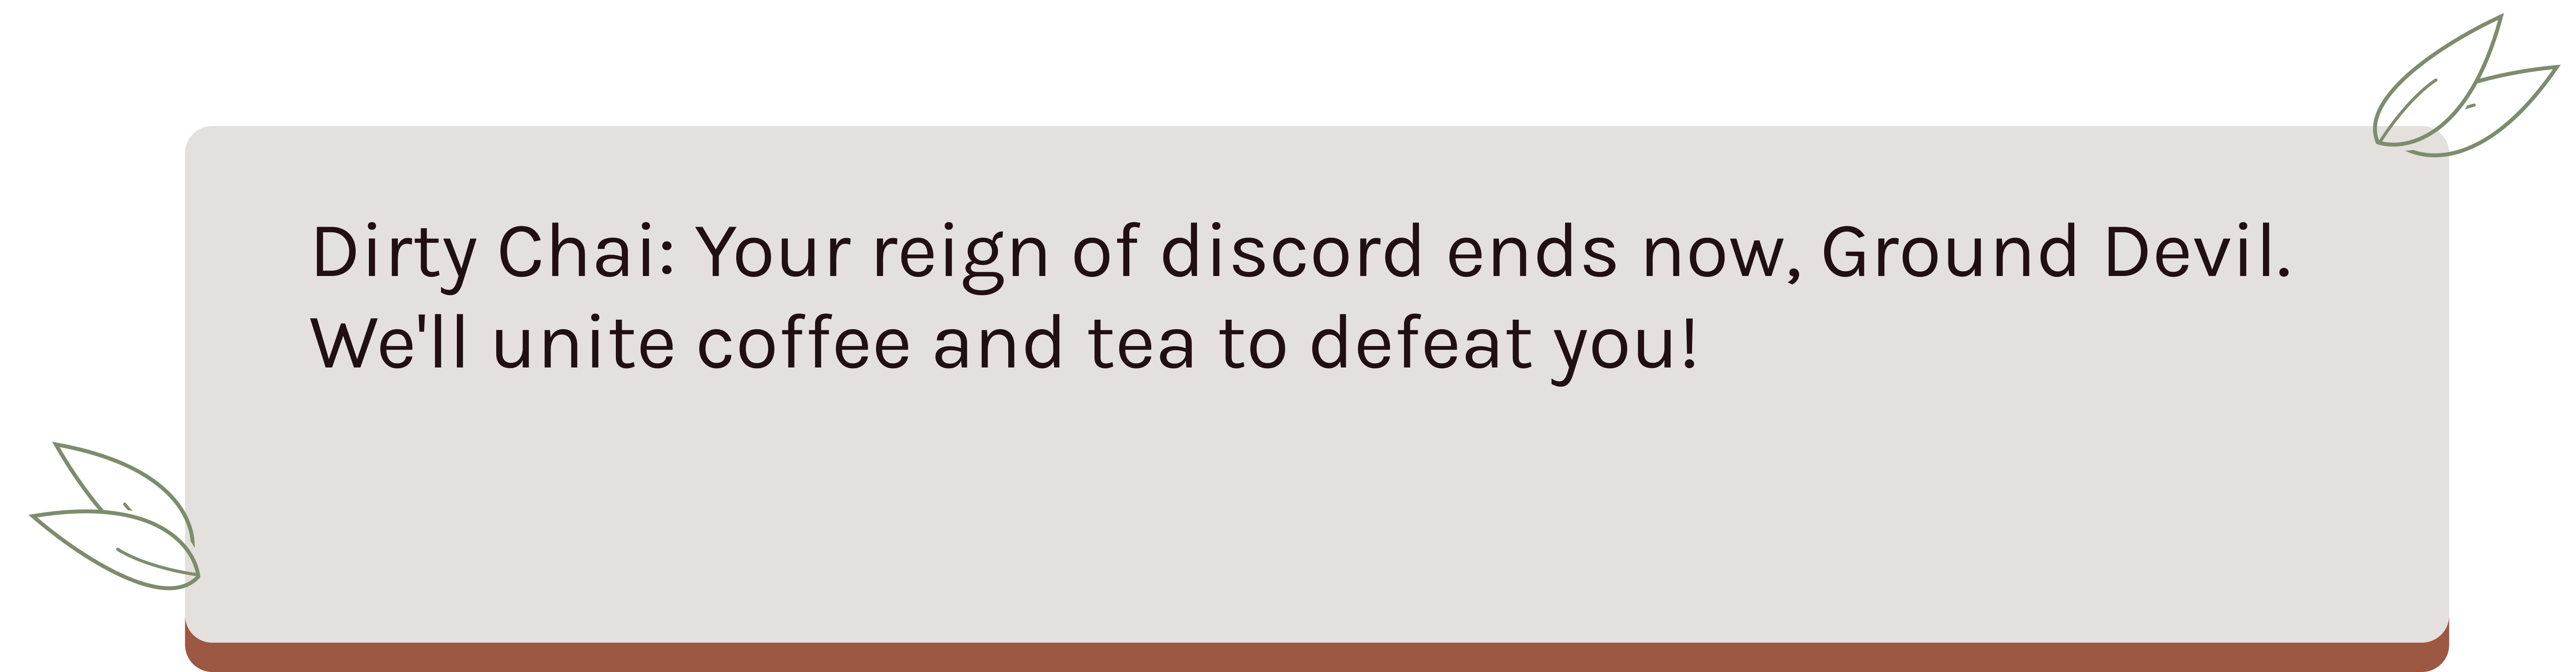 Dirty Chai: Your reign of discord ends now, Ground Devil.
We'll unite coffee and tea to defeat you!